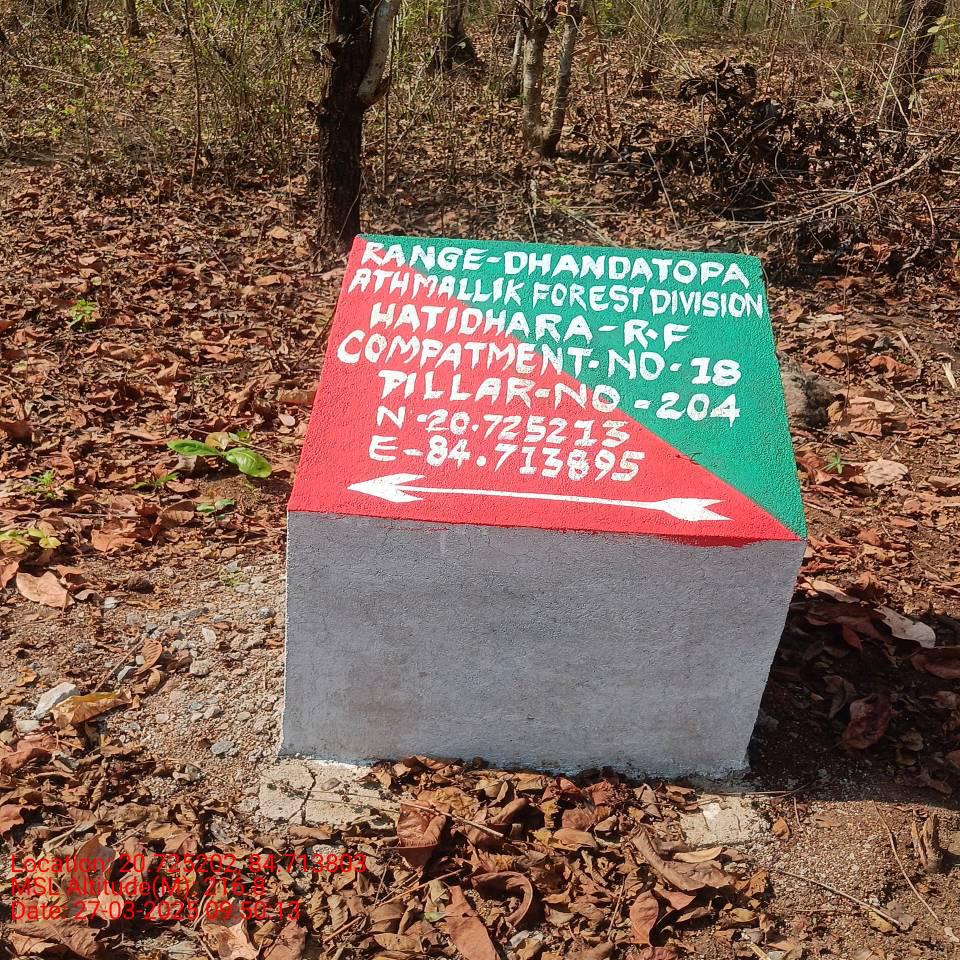 RANGE-DHANDATOPA
ATHMALLIK FOREST DIVISION
HATIDHARA-R.F
COMPATMENT-NO-18
PILLAR-NO-204
N-20.725213
E-84.713895
Location: 20.725202, 84.713803
MSL Altitude(M): 216.8
Date: 27-03-2025 09:50:13